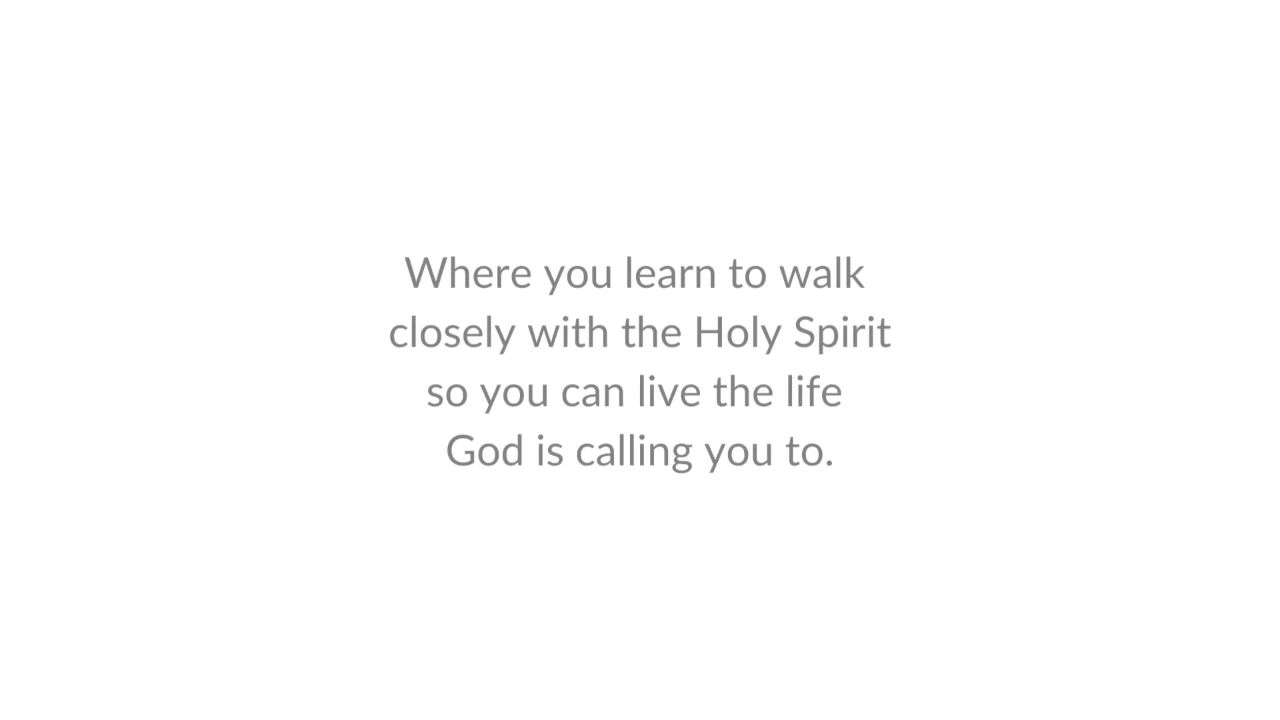 Where you learn to walk
closely with the Holy Spirit
so you can live the life
God is calling you to.